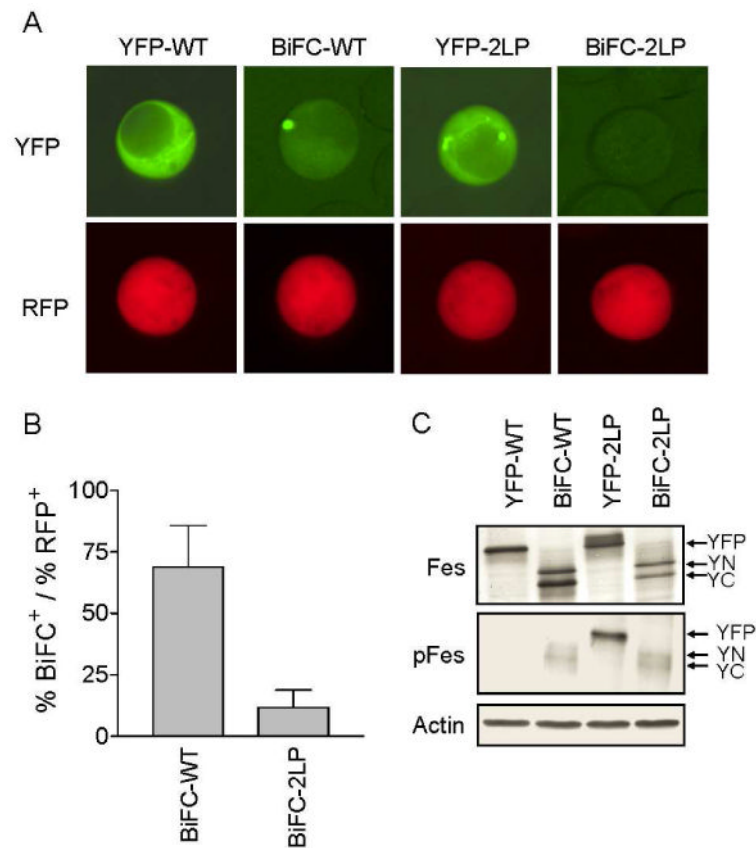 A
YFP-WT BiFC-WT YFP-2LP BiFC-2LP
YFP
RFP
B
100
75
50
25
0
% BiFC+ / % RFP+
BiFC-WT
BiFC-2LP
C
YFP-WT
BiFC-WT
YFP-2LP
BiFC-2LP
Fes
YFP
YN
YC
pFes
YFP
YN
YC
Actin